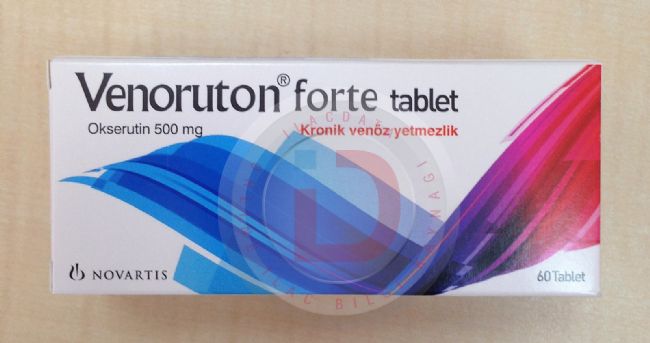 Venoruton® forte tablet
Okserutin 500 mg
Kronik venöz yetmezlik
NOVARTIS
60 Tablet